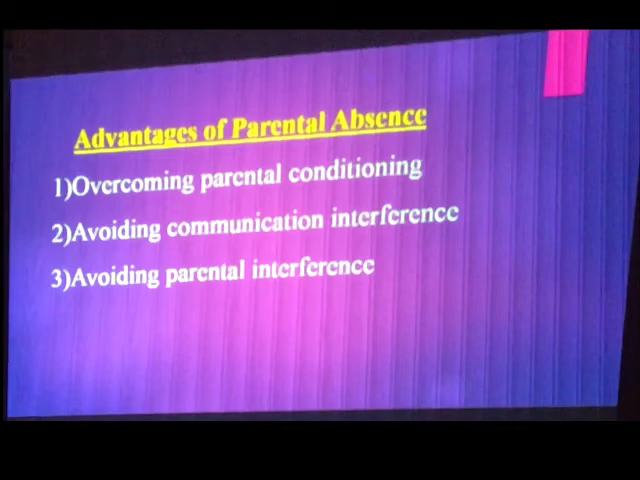 Advantages of Parental Absence
1)Overcoming parental conditioning
2)Avoiding communication interference
3)Avoiding parental interference